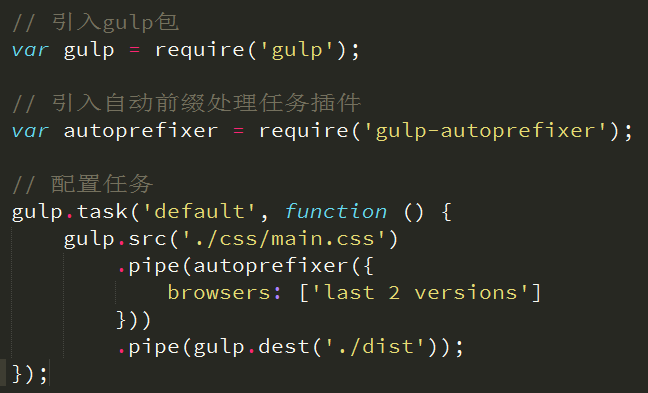 // 引入gulp包
var gulp = require('gulp');
// 引入自动前缀处理任务插件
var autoprefixer = require('gulp-autoprefixer');
// 配置任务
gulp.task('default', function () {
    gulp.src('./css/main.css')
        .pipe(autoprefixer({
            browsers: ['last 2 versions']
        }))
        .pipe(gulp.dest('./dist'));
});